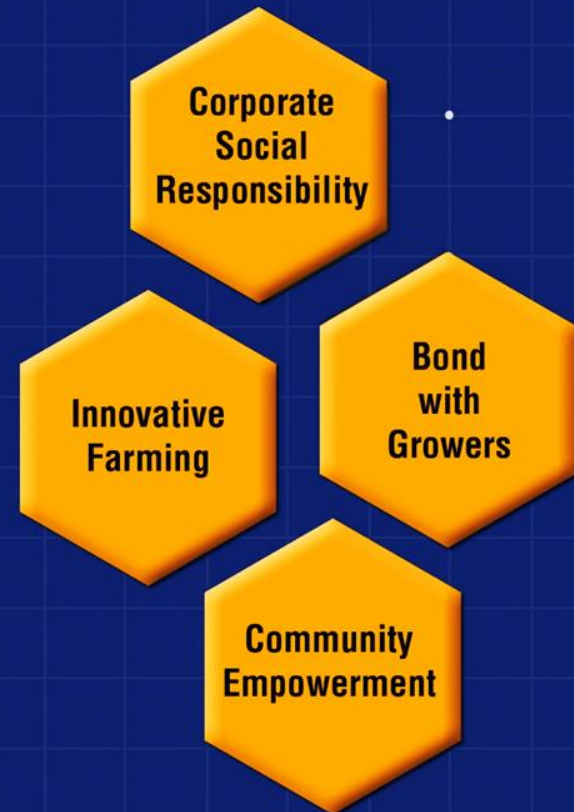 Corporate
Social
Responsibility
Bond
with
Growers
Innovative
Farming
Community
Empowerment